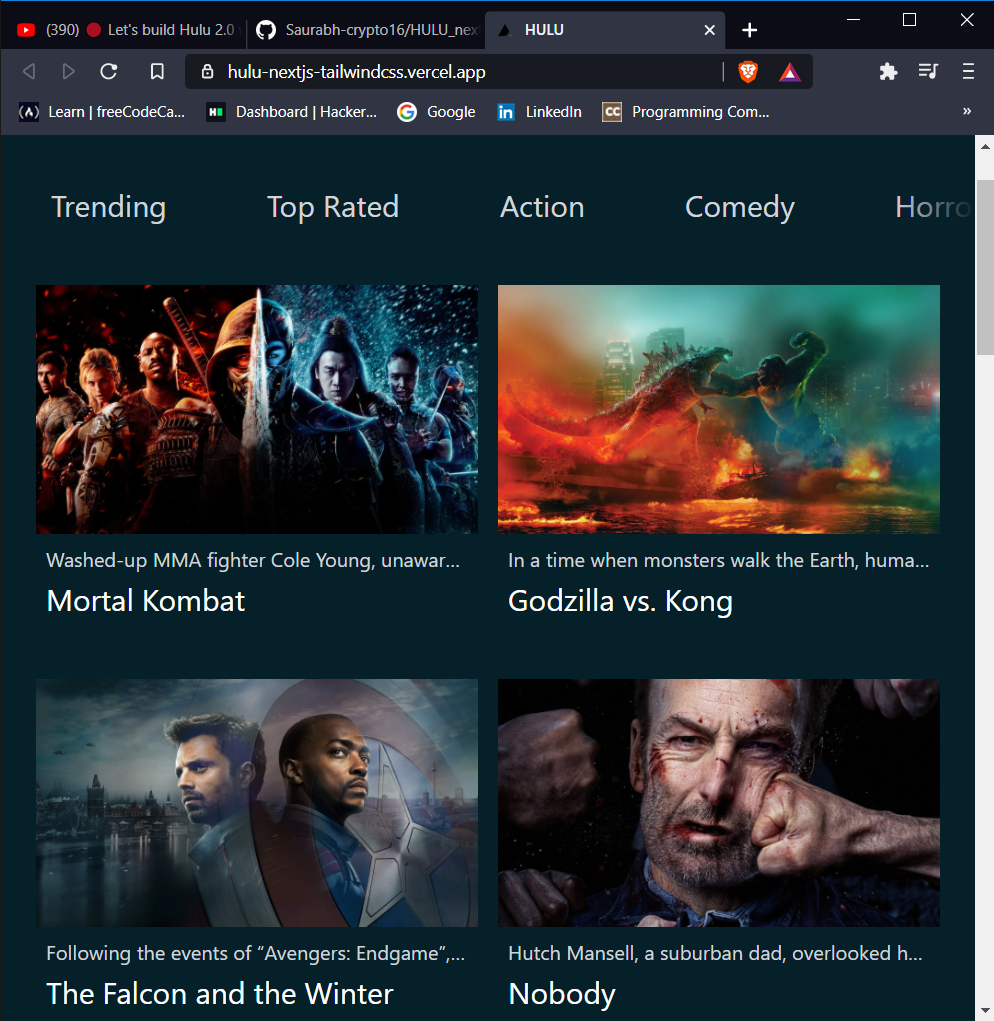 (390) Let's build Hulu 2.0
Saurabh-crypto16/HULU_nex
HULU
hulu-nextjs-tailwindcss.vercel.app
Learn | freeCodeCa...
Dashboard | Hacker...
Google
LinkedIn
CC
Programming Com...
»
Trending
Top Rated
Action
Comedy
Horro
Washed-up MMA fighter Cole Young, unawar...
Mortal Kombat
In a time when monsters walk the Earth, huma...
Godzilla vs. Kong
Following the events of “Avengers: Endgame”,...
The Falcon and the Winter
Hutch Mansell, a suburban dad, overlooked h...
Nobody